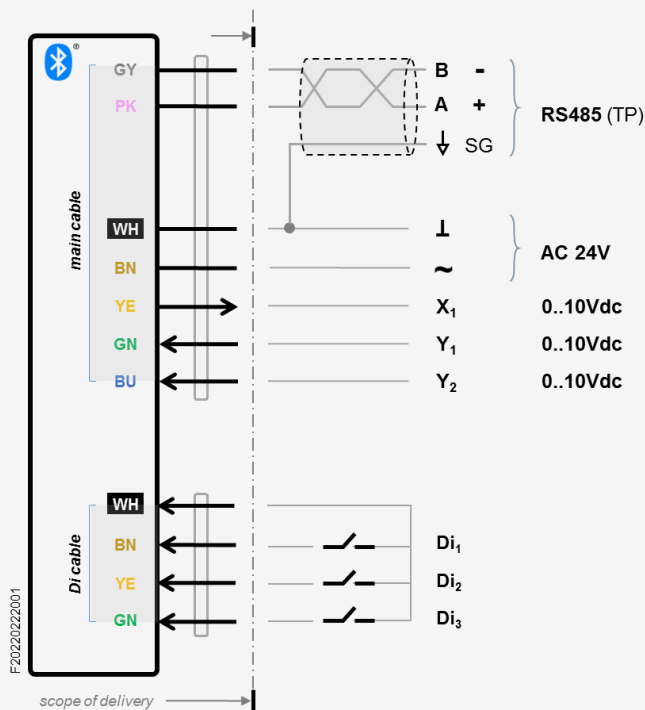 ®
GY B -
PK A + RS485 (TP)
SG
main cable
WH ⊥
BN ~ AC 24V
YE X₁ 0..10Vdc
GN Y₁ 0..10Vdc
BU Y₂ 0..10Vdc
Di cable
WH
BN Di₁
YE Di₂
GN Di₃
F20220222001
scope of delivery